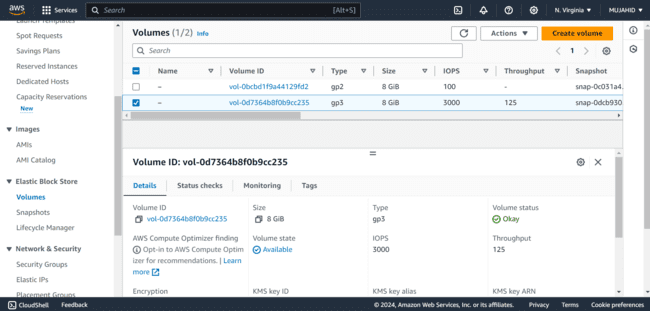 aws Services Search [Alt+S] N. Virginia MUJAHID
Launch Templates
Spot Requests
Savings Plans
Reserved Instances
Dedicated Hosts
Capacity Reservations
New
Images
AMIs
AMI Catalog
Elastic Block Store
Volumes
Snapshots
Lifecycle Manager
Network & Security
Security Groups
Elastic IPs
Placement Groups
Volumes (1/2) Info Actions Create volume
Search 1
Name Volume ID Type Size IOPS Throughput Snapshot
– vol-0bcbd1f9a44129fd2 gp2 8 GiB 100 - snap-0c031a4.
– vol-0d7364b8f0b9cc235 gp3 8 GiB 3000 125 snap-0dcb930
Volume ID: vol-0d7364b8f0b9cc235
Details Status checks Monitoring Tags
Volume ID Size Type Volume status
vol-0d7364b8f0b9cc235 8 GiB gp3 Okay
AWS Compute Optimizer finding Volume state IOPS Throughput
Opt-in to AWS Compute Optim Available 3000 125
izer for recommendations. | Learn
more
Encryption KMS key ID KMS key alias KMS key ARN
CloudShell Feedback © 2024, Amazon Web Services, Inc. or its affiliates. Privacy Terms Cookie preferences